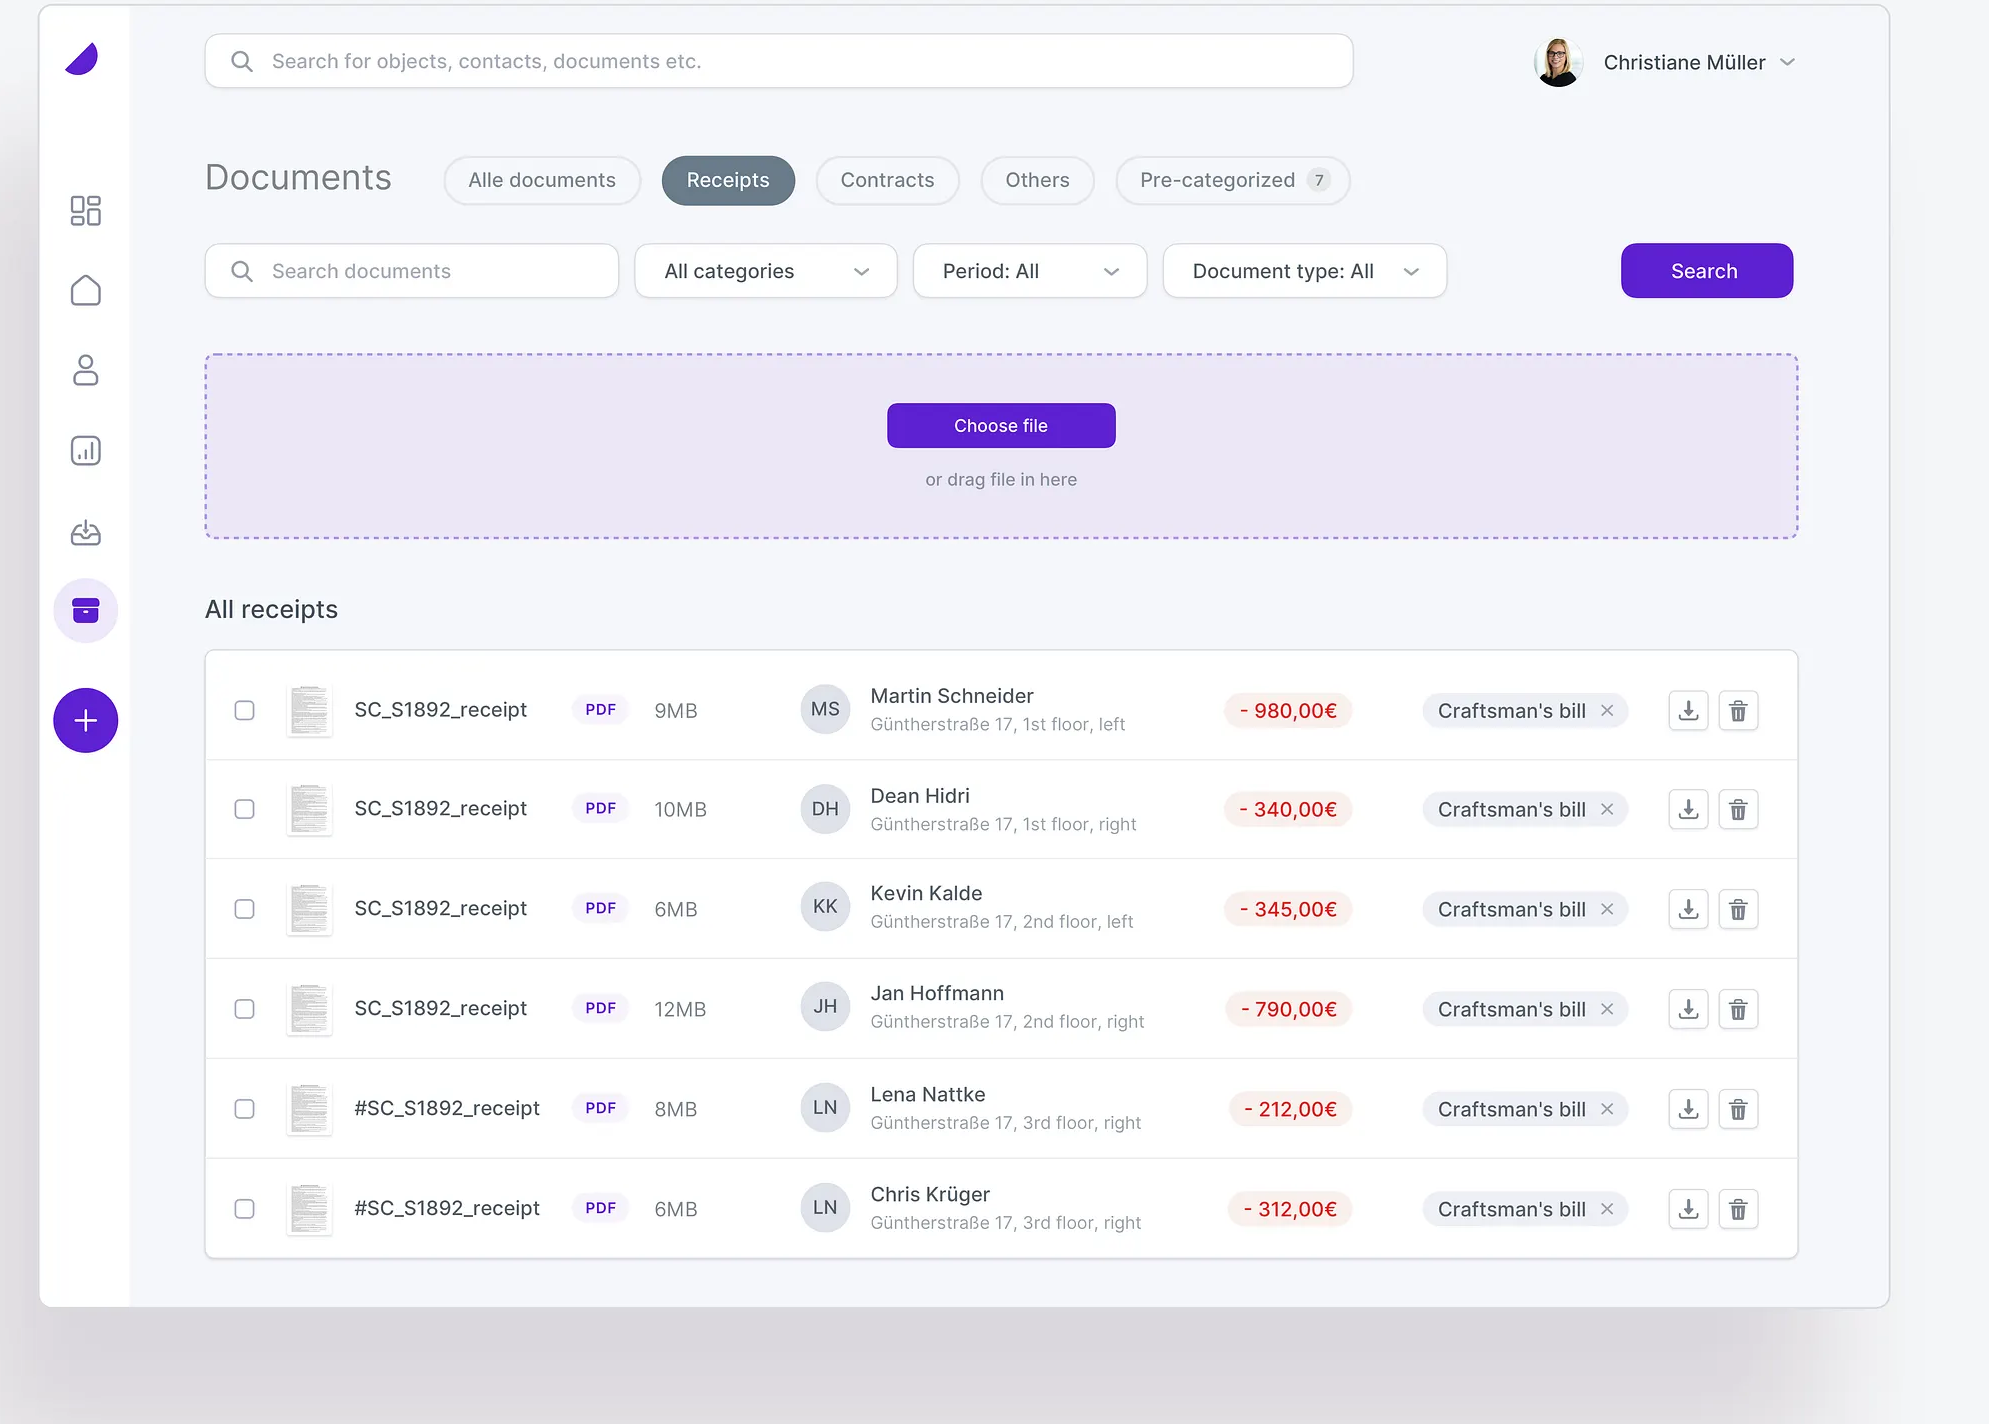 Search for objects, contacts, documents etc.
Christiane Müller
Documents
Alle documents
Receipts
Contracts
Others
Pre-categorized 7
Search documents
All categories
Period: All
Document type: All
Search
Choose file
or drag file in here
All receipts
SC_S1892_receipt PDF 9MB MS Martin Schneider - 980,00€ Craftsman's bill
Güntherstraße 17, 1st floor, left
SC_S1892_receipt PDF 10MB DH Dean Hidri - 340,00€ Craftsman's bill
Güntherstraße 17, 1st floor, right
SC_S1892_receipt PDF 6MB KK Kevin Kalde - 345,00€ Craftsman's bill
Güntherstraße 17, 2nd floor, left
SC_S1892_receipt PDF 12MB JH Jan Hoffmann - 790,00€ Craftsman's bill
Güntherstraße 17, 2nd floor, right
#SC_S1892_receipt PDF 8MB LN Lena Nattke - 212,00€ Craftsman's bill
Güntherstraße 17, 3rd floor, right
#SC_S1892_receipt PDF 6MB LN Chris Krüger - 312,00€ Craftsman's bill
Güntherstraße 17, 3rd floor, right